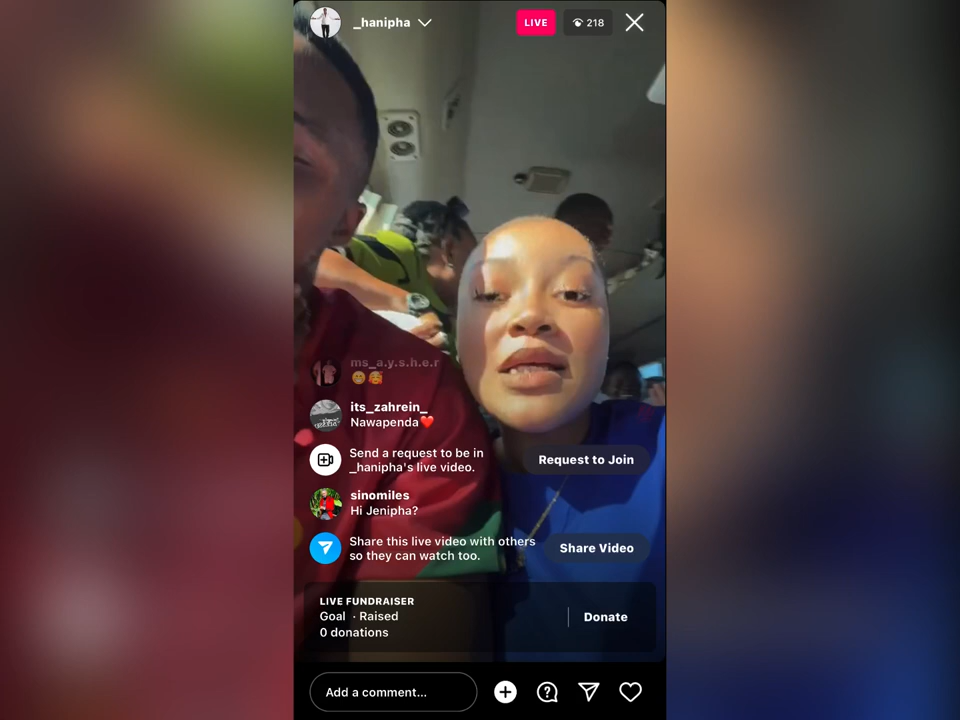 _hanipha
LIVE
218
ms_a.y.s.h.e.r
😁🥰
its_zahrein_
Nawapenda❤️
Send a request to be in
_hanipha's live video.
Request to Join
sinomiles
Hi Jenipha?
Share this live video with others
so they can watch too.
Share Video
LIVE FUNDRAISER
Goal · Raised
0 donations
Donate
Add a comment...